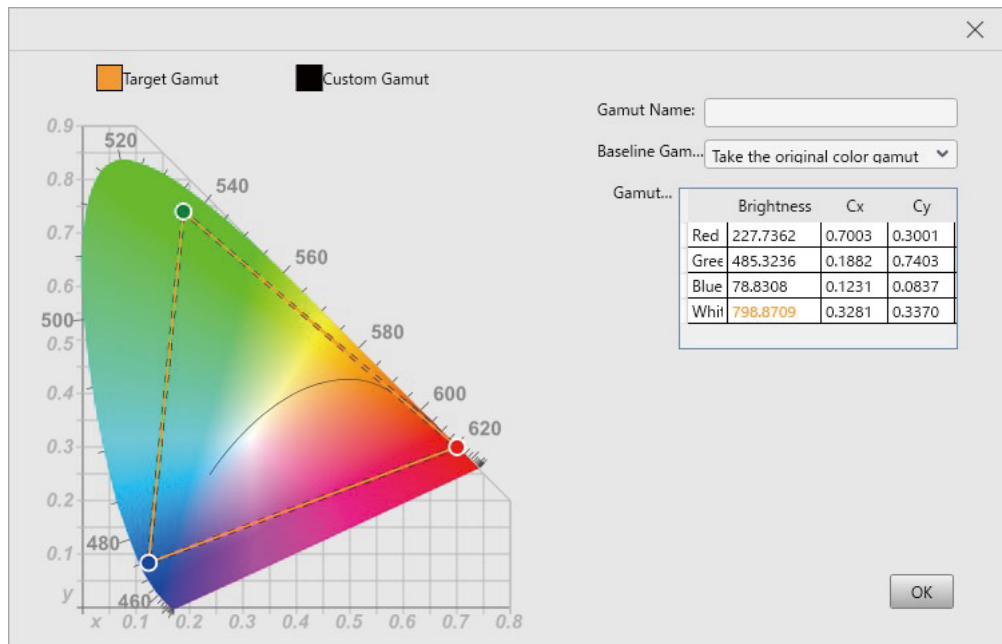 Target Gamut
Custom Gamut
Gamut Name:
Baseline Gam... Take the original color gamut
Gamut...
Brightness Cx Cy
Red 227.7362 0.7003 0.3001
Gree 485.3236 0.1882 0.7403
Blue 78.8308 0.1231 0.0837
Whit 798.8709 0.3281 0.3370
0.9
520
0.8
540
0.7
560
0.6
500
580
0.5
0.4
600
620
0.3
0.2
480
0.1
y
460
x 0.1 0.2 0.3 0.4 0.5 0.6 0.7 0.8
OK